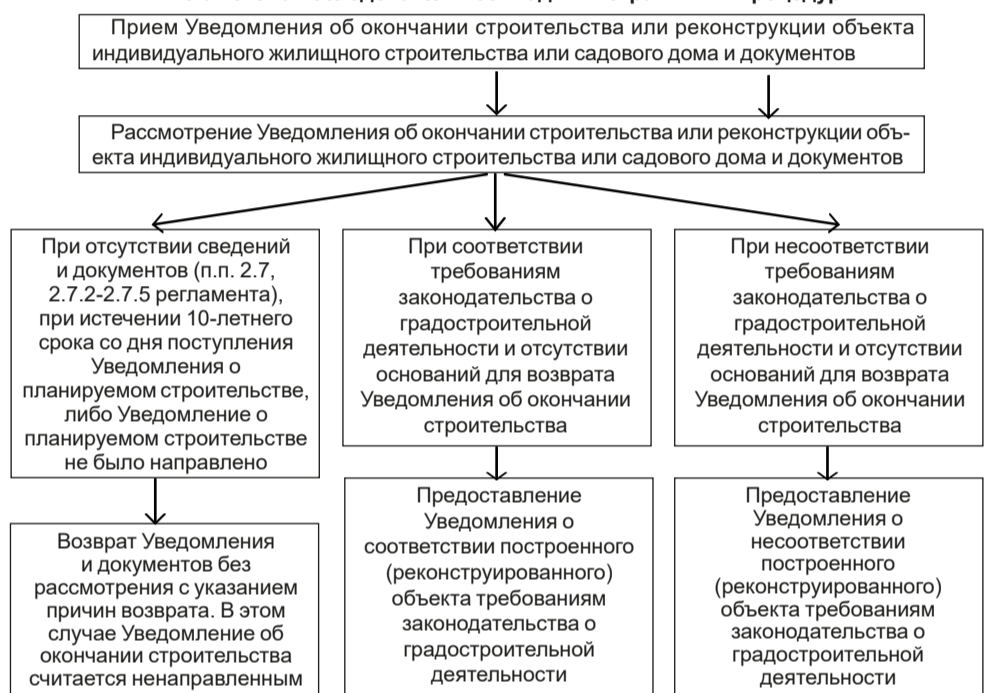 Прием Уведомления об окончании строительства или реконструкции объекта
индивидуального жилищного строительства или садового дома и документов
Рассмотрение Уведомления об окончании строительства или реконструкции объ-
екта индивидуального жилищного строительства или садового дома и документов
При отсутствии сведений
и документов (п.п. 2.7,
2.7.2-2.7.5 регламента),
при истечении 10-летнего
срока со дня поступления
Уведомления о
планируемом строительстве,
либо Уведомление о
планируемом строительстве
не было направлено
При соответствии
требованиям
законодательства о
градостроительной
деятельности и отсутствии
оснований для возврата
Уведомления об окончании
строительства
При несоответствии
требованиям
законодательства о
градостроительной
деятельности и отсутствии
оснований для возврата
Уведомления об окончании
строительства
Возврат Уведомления
и документов без
рассмотрения с указанием
причин возврата. В этом
случае Уведомление об
окончании строительства
считается ненаправленным
Предоставление
Уведомления о
соответствии построенного
(реконструированного)
объекта требованиям
законодательства о
градостроительной
деятельности
Предоставление
Уведомления о
несоответствии
построенного
(реконструированного)
объекта требованиям
законодательства о
градостроительной
деятельности